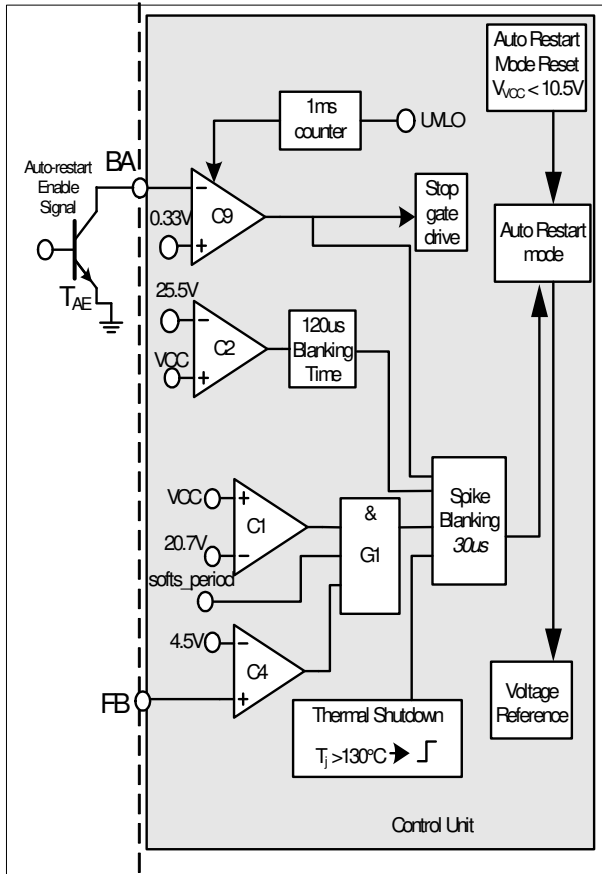 Auto Restart
Mode Reset
VVCC < 10.5V
1ms
counter
UVLO
BA
Auto-restart
Enable
Signal
TAE
0.33V
−
+
C9
Stop
gate
drive
Auto Restart
mode
25.5V
−
VCC
+
C2
120us
Blanking
Time
VCC
+
20.7V
−
C1
softs_period
&
G1
Spike
Blanking
30us
4.5V
−
+
C4
FB
Thermal Shutdown
Tj >130°C
Voltage
Reference
Control Unit